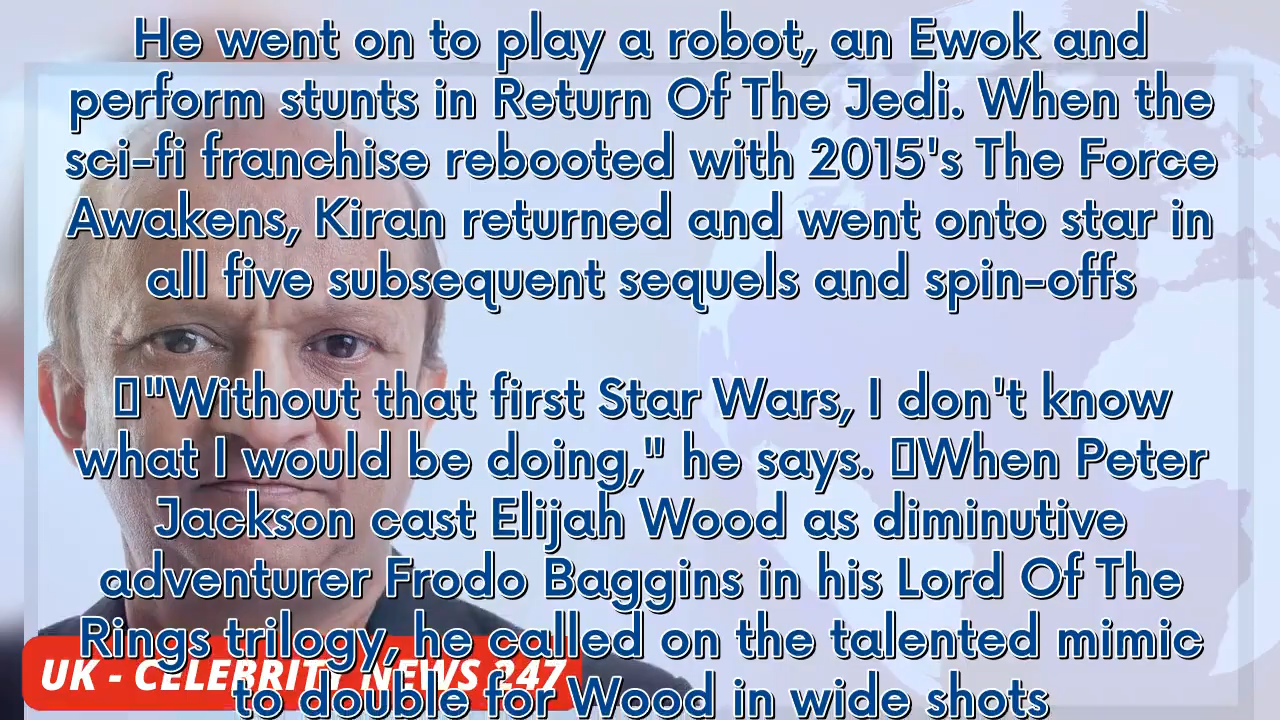 He went on to play a robot, an Ewok and
perform stunts in Return Of The Jedi. When the
sci-fi franchise rebooted with 2015's The Force
Awakens, Kiran returned and went onto star in
all five subsequent sequels and spin-offs
"Without that first Star Wars, I don't know
what I would be doing," he says. When Peter
Jackson cast Elijah Wood as diminutive
adventurer Frodo Baggins in his Lord Of The
Rings trilogy, he called on the talented mimic
UK - CELEBRITY NEWS 247
to double for Wood in wide shots